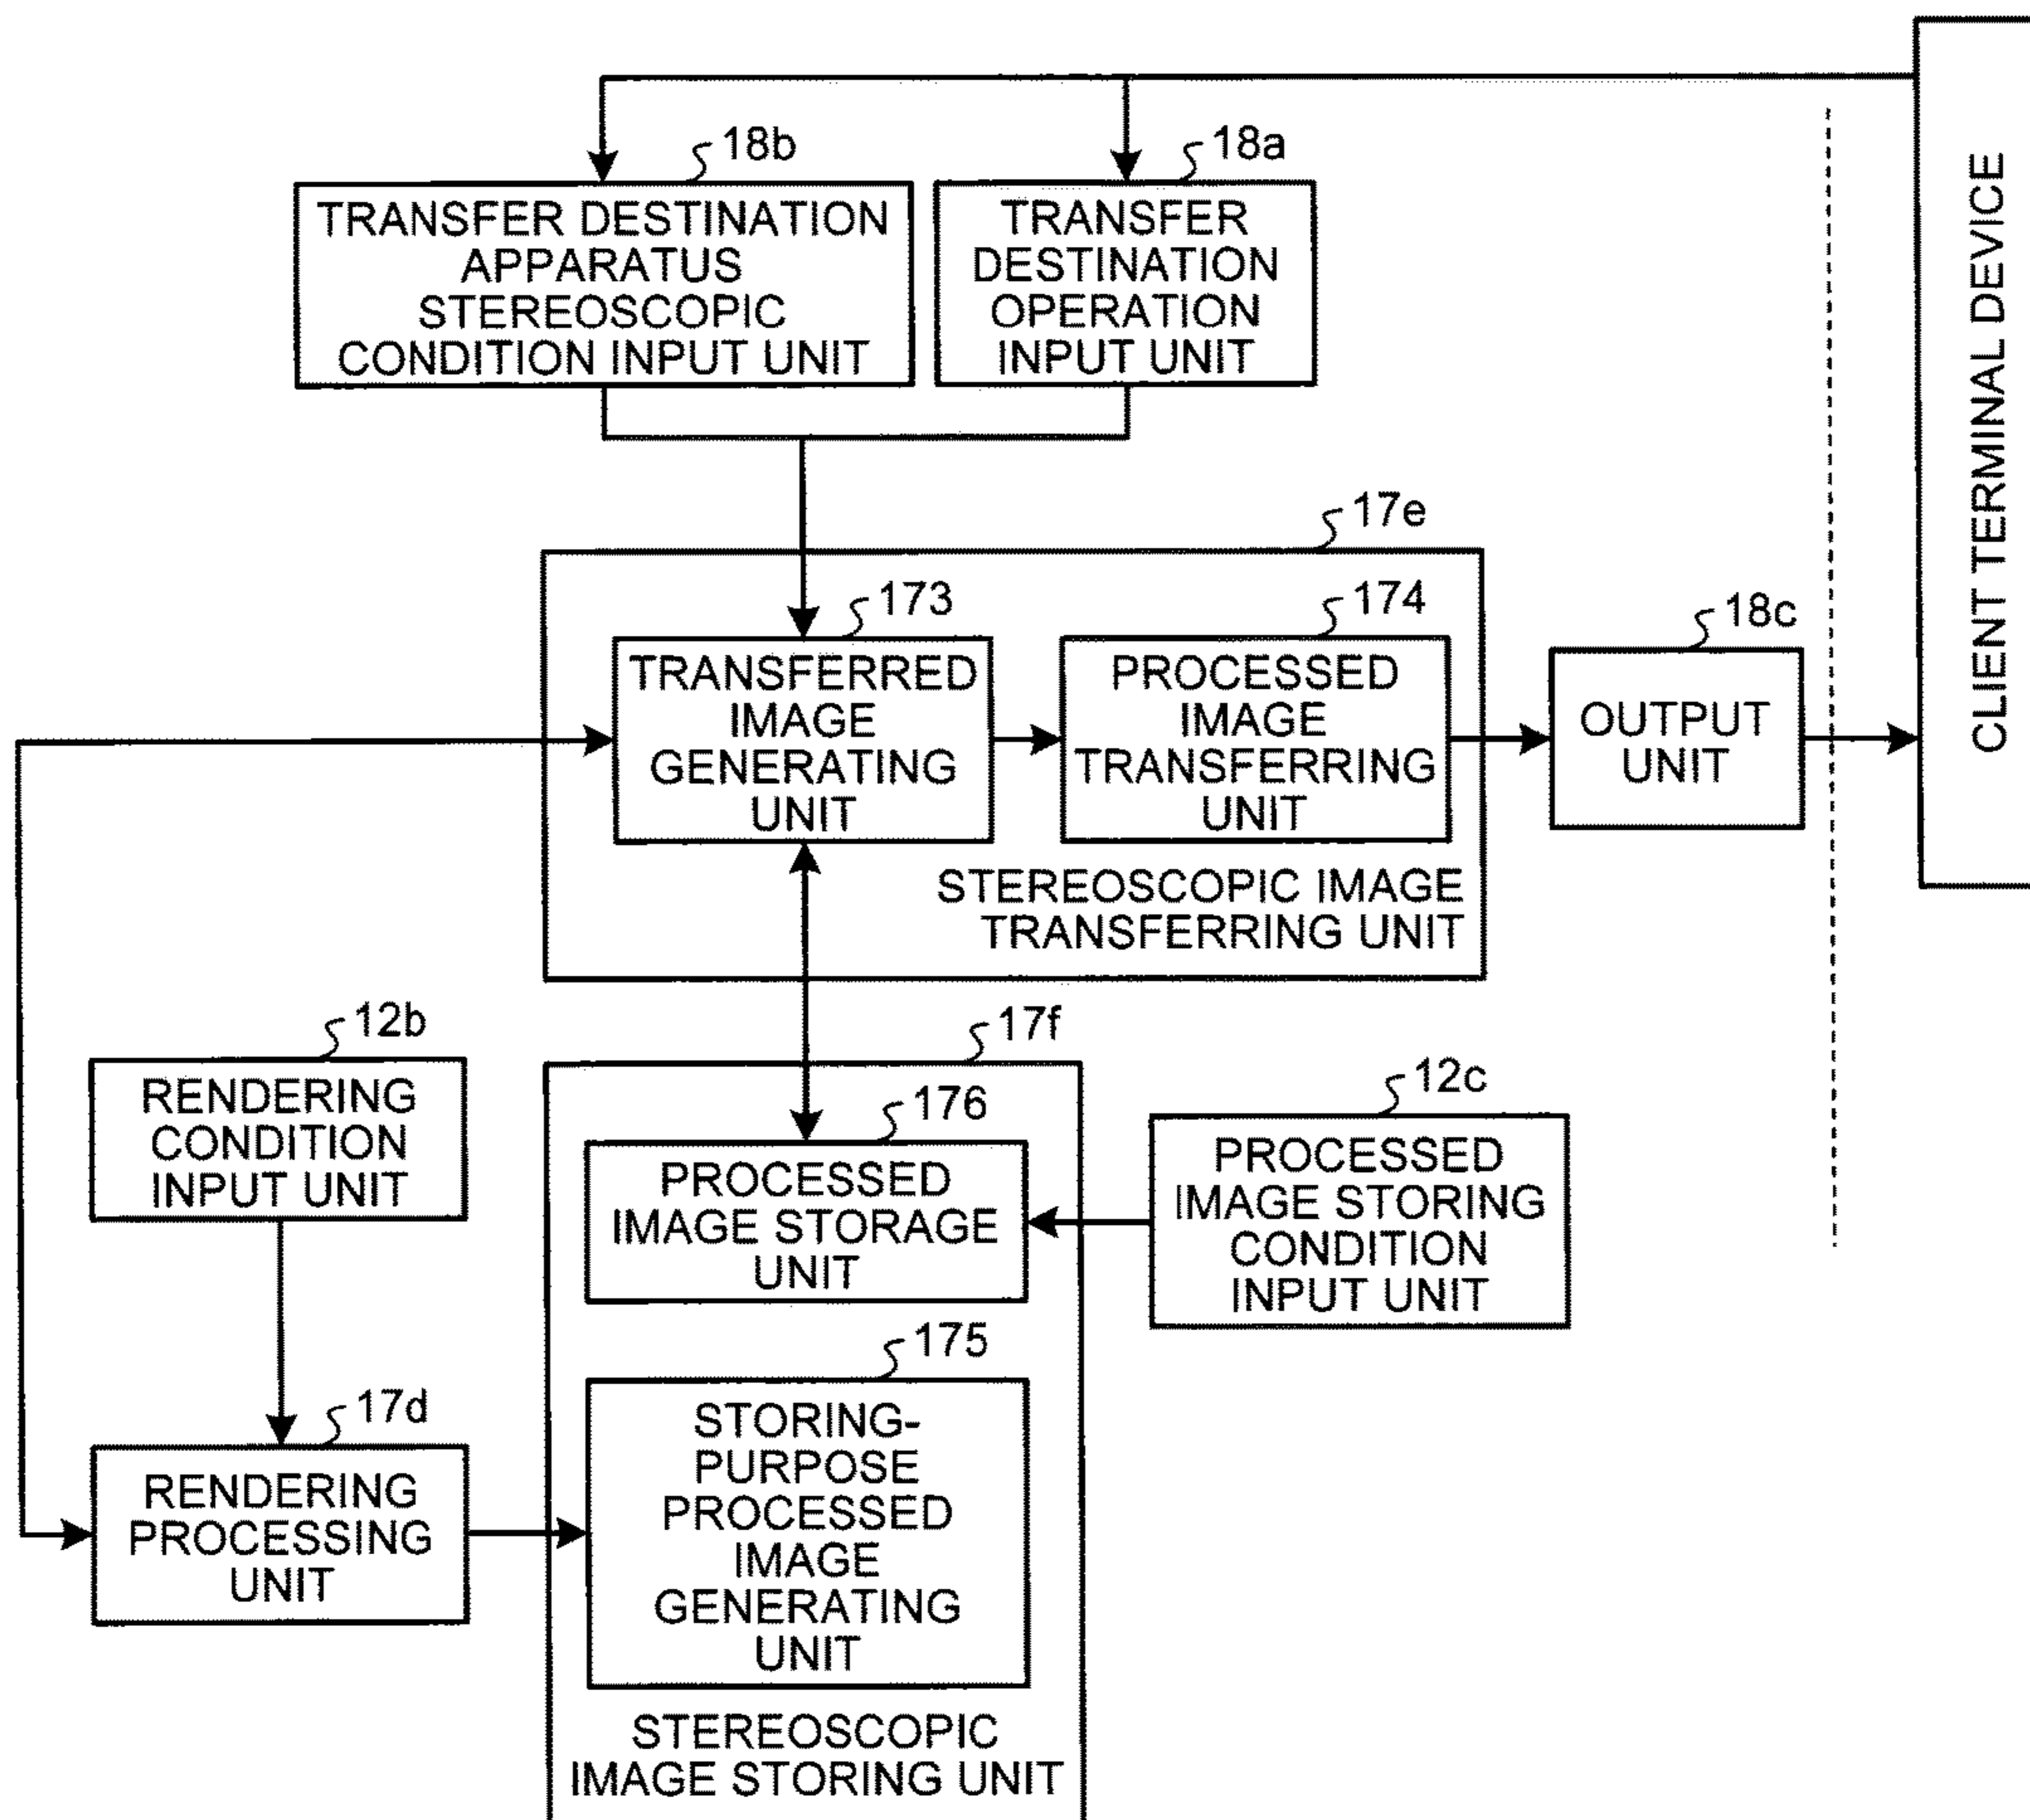 18b
18a
TRANSFER DESTINATION
APPARATUS
STEREOSCOPIC
CONDITION INPUT UNIT
TRANSFER
DESTINATION
OPERATION
INPUT UNIT
CLIENT TERMINAL DEVICE
17e
173
174
18c
TRANSFERRED
IMAGE
GENERATING
UNIT
PROCESSED
IMAGE
TRANSFERRING
UNIT
OUTPUT
UNIT
STEREOSCOPIC IMAGE
TRANSFERRING UNIT
12b
17f
12c
RENDERING
CONDITION
INPUT UNIT
176
PROCESSED
IMAGE STORAGE
UNIT
PROCESSED
IMAGE STORING
CONDITION
INPUT UNIT
17d
175
RENDERING
PROCESSING
UNIT
STORING-
PURPOSE
PROCESSED
IMAGE
GENERATING
UNIT
STEREOSCOPIC
IMAGE STORING UNIT